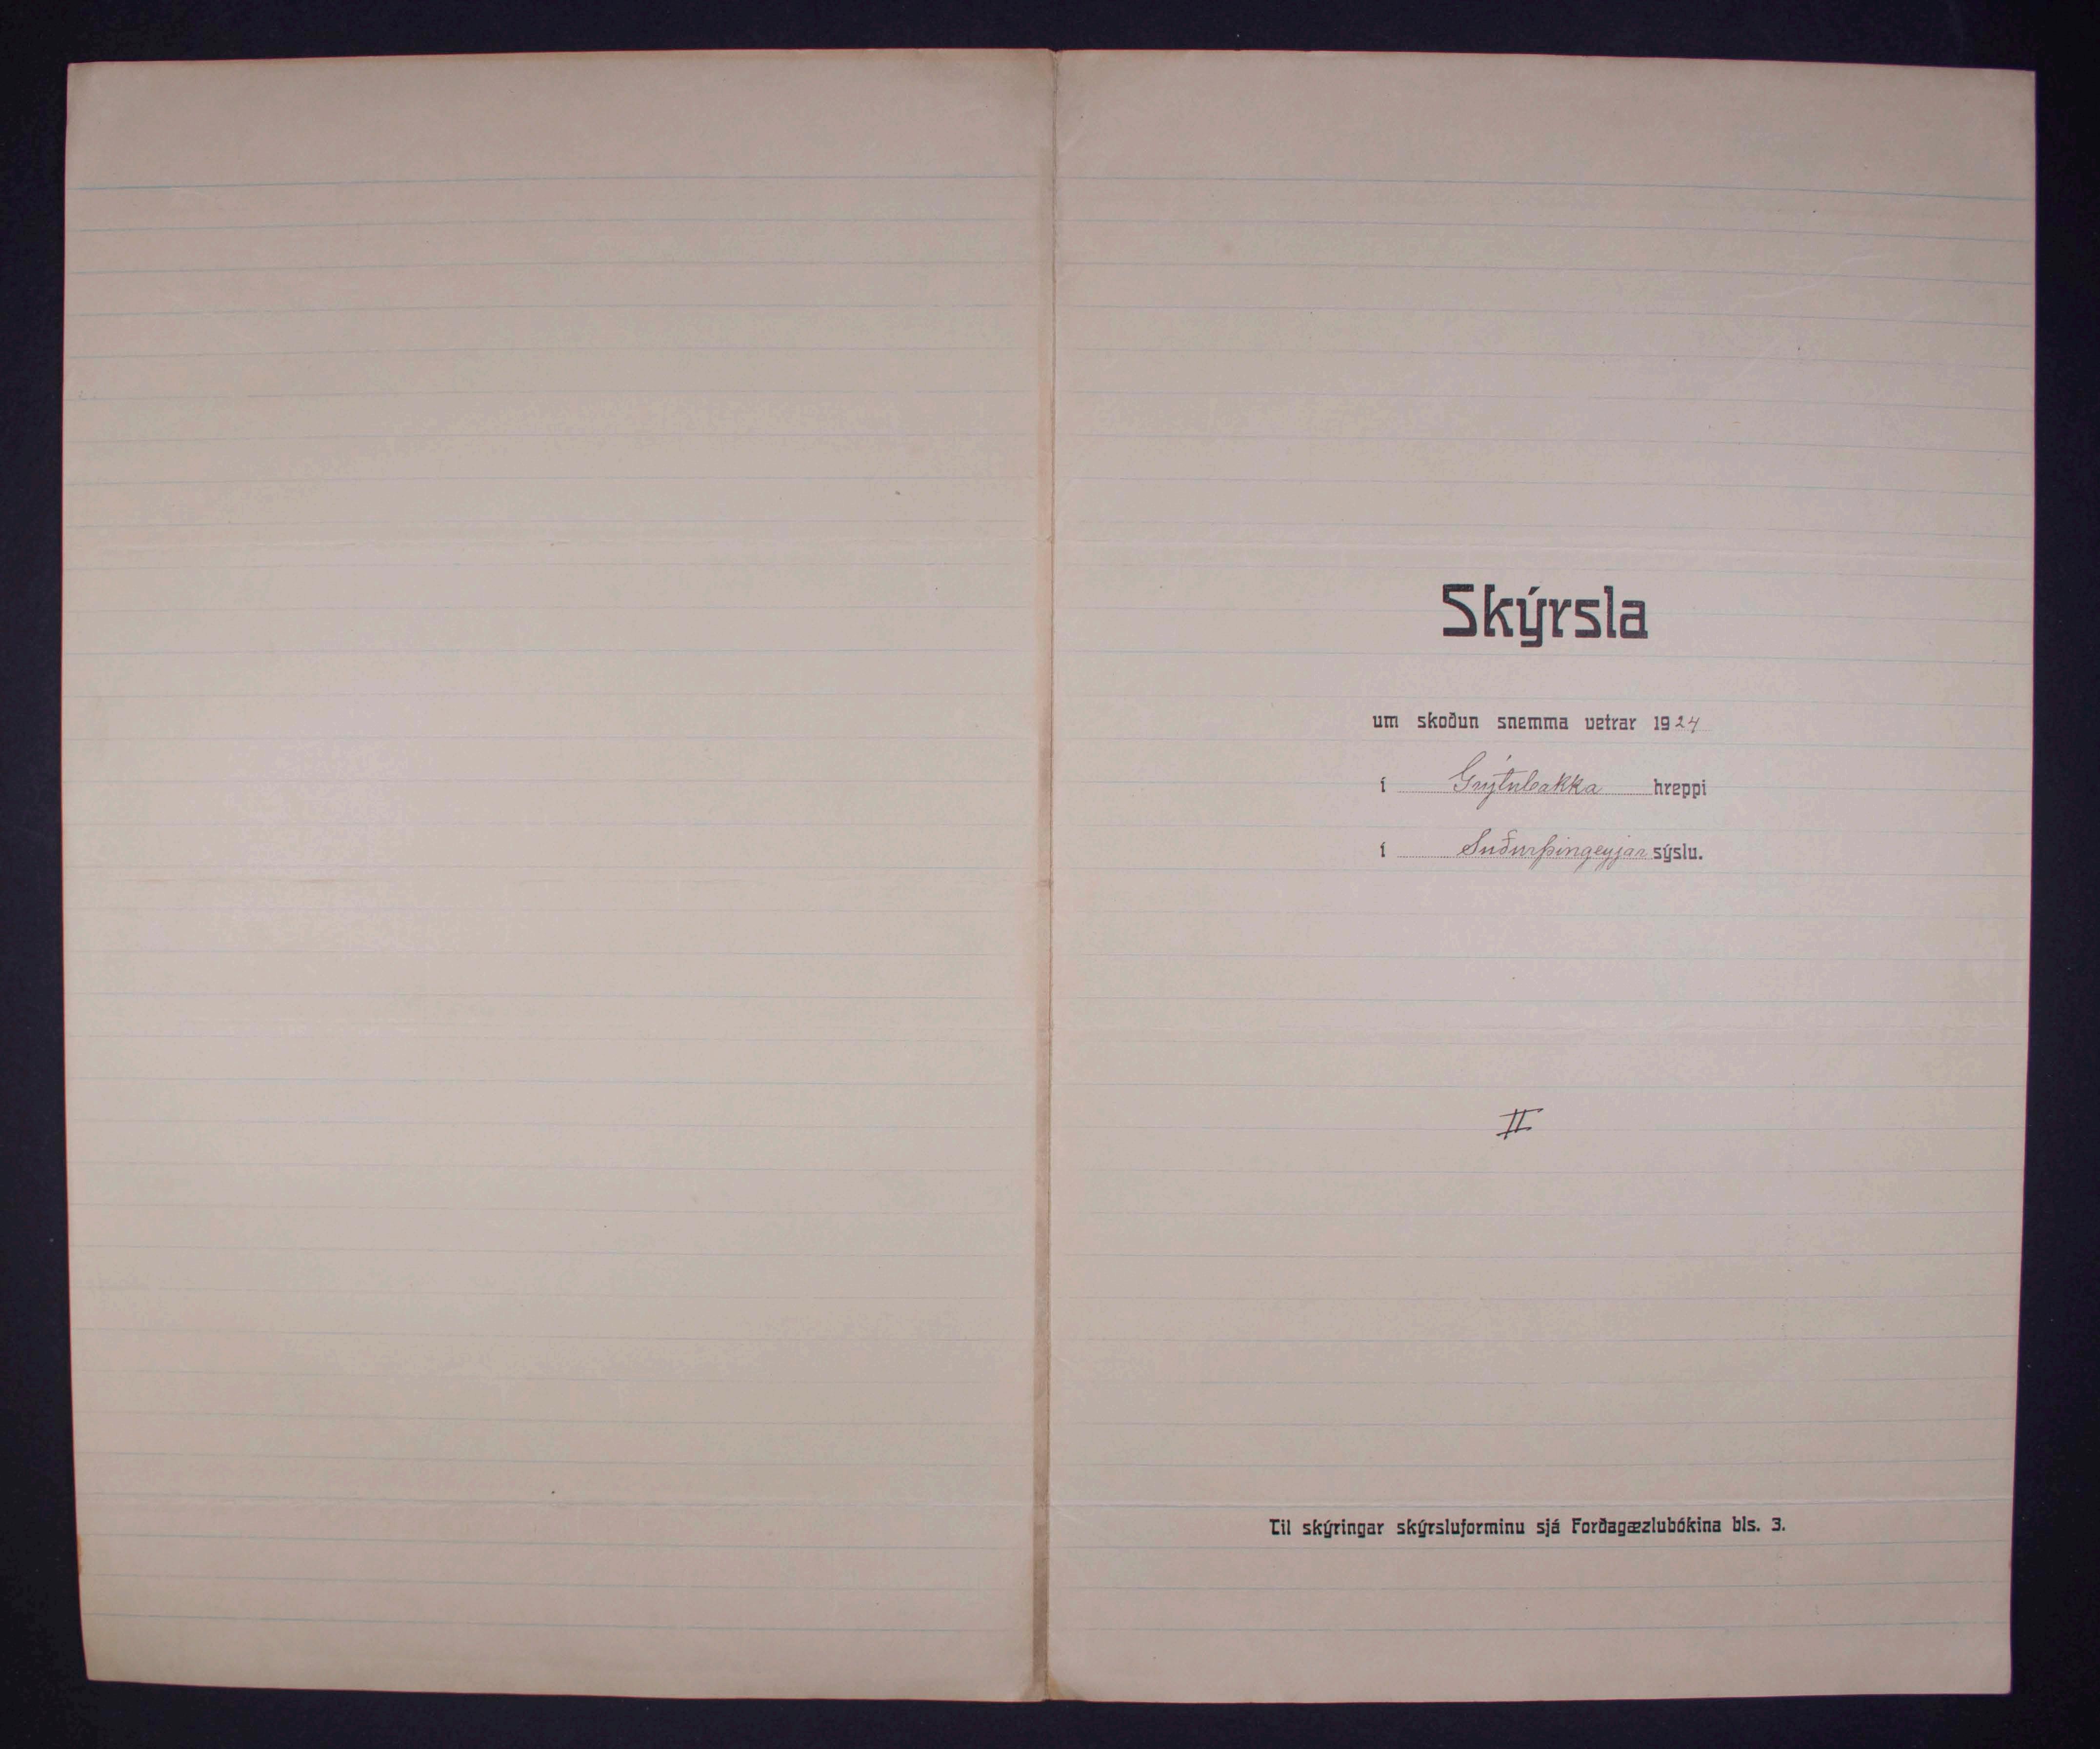 Skýrsla
um skoðun snemma vetrar 1924
í Grýtubakka hreppi
í Suðurþingeyjar sýslu.
II
Til skýringar skýrsluforminu sjá Forðagæzlubókina bls. 3.